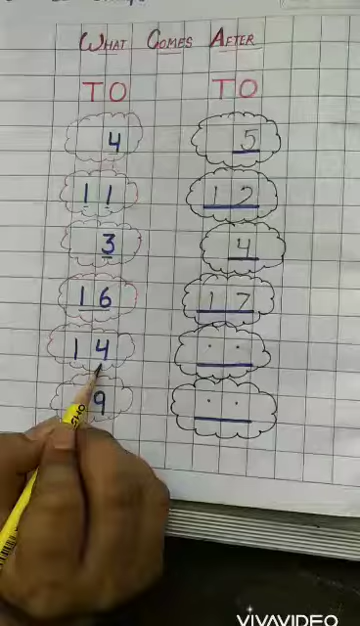 WHAT COMES AFTER
TO TO
4 5
11 12
3 4
16 17
14
9
VIVAVIDEO